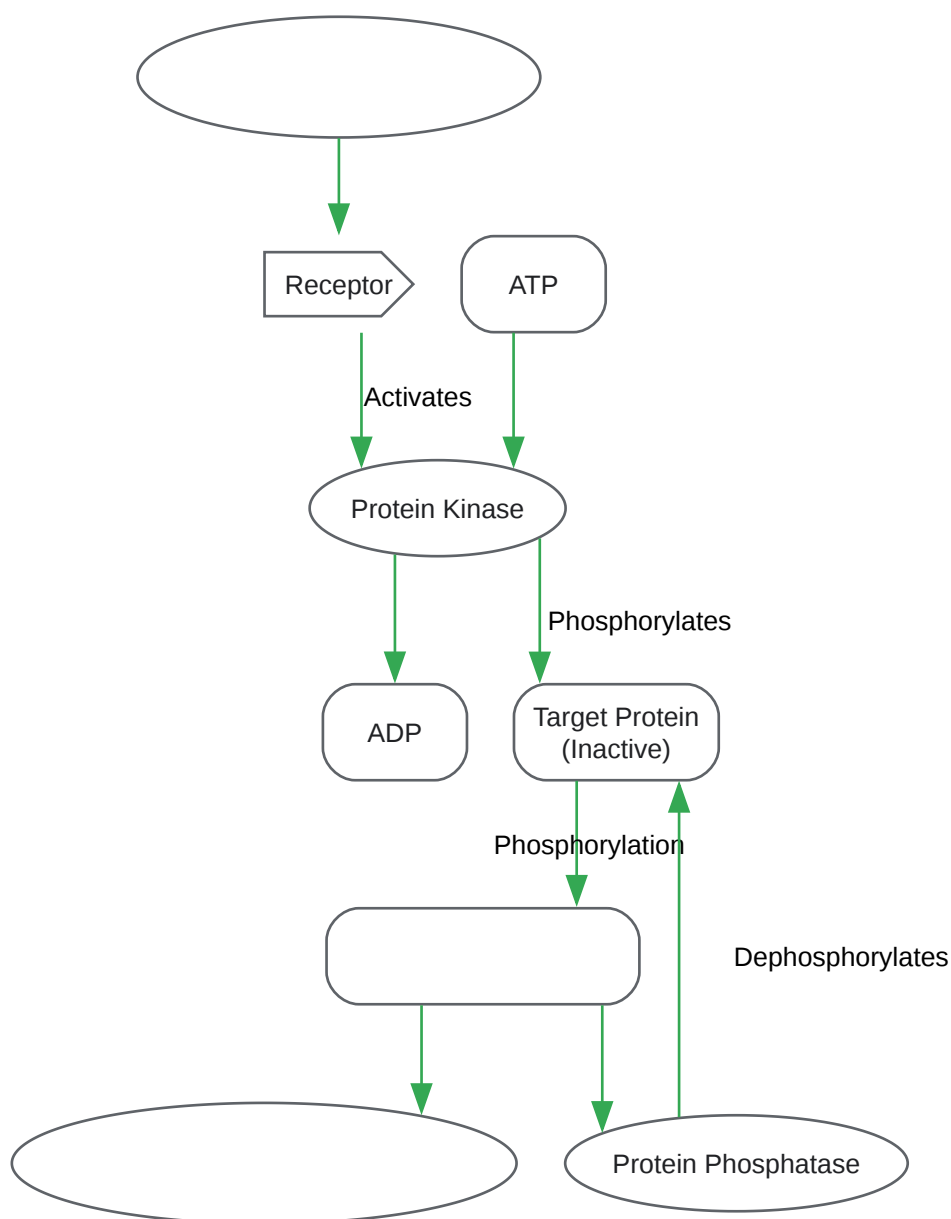 Receptor
ATP
Activates
Protein Kinase
Phosphorylates
ADP
Target Protein
(Inactive)
Phosphorylation
Dephosphorylates
Protein Phosphatase